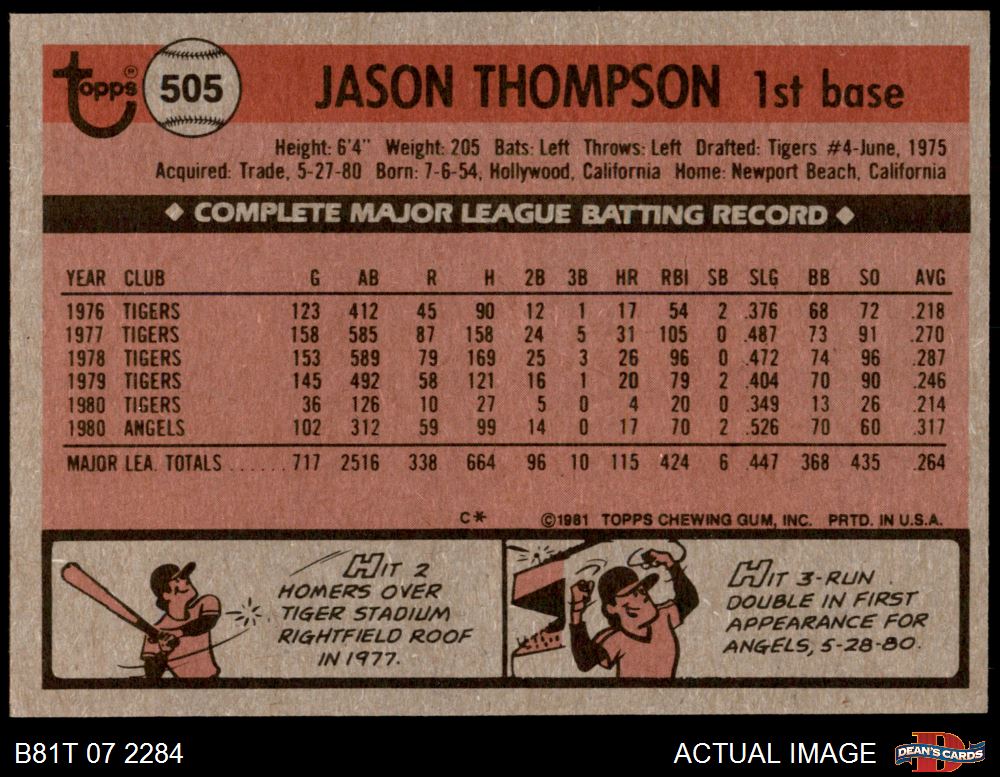 topps® 505 JASON THOMPSON 1st base
Height: 6'4" Weight: 205 Bats: Left Throws: Left Drafted: Tigers #4-June, 1975
Acquired: Trade, 5-27-80 Born: 7-6-54, Hollywood, California Home: Newport Beach, California
◆ COMPLETE MAJOR LEAGUE BATTING RECORD ◆
YEAR CLUB G AB R H 2B 3B HR RBI SB SLG BB SO AVG
1976 TIGERS 123 412 45 90 12 1 17 54 2 .376 68 72 .218
1977 TIGERS 158 585 87 158 24 5 31 105 0 .487 73 91 .270
1978 TIGERS 153 589 79 169 25 3 26 96 0 .472 74 96 .287
1979 TIGERS 145 492 58 121 16 1 20 79 2 .404 70 90 .246
1980 TIGERS 36 126 10 27 5 0 4 20 0 .349 13 26 .214
1980 ANGELS 102 312 59 99 14 0 17 70 2 .526 70 60 .317
MAJOR LEA. TOTALS ...... 717 2516 338 664 96 10 115 424 6 .447 368 435 .264
C* ©1981 TOPPS CHEWING GUM, INC. PRTD. IN U.S.A.
HIT 2
HOMERS OVER
TIGER STADIUM
RIGHTFIELD ROOF
IN 1977.
HIT 3-RUN
DOUBLE IN FIRST
APPEARANCE FOR
ANGELS, 5-28-80.
B81T 07 2284 ACTUAL IMAGE DEAN'S CARDS